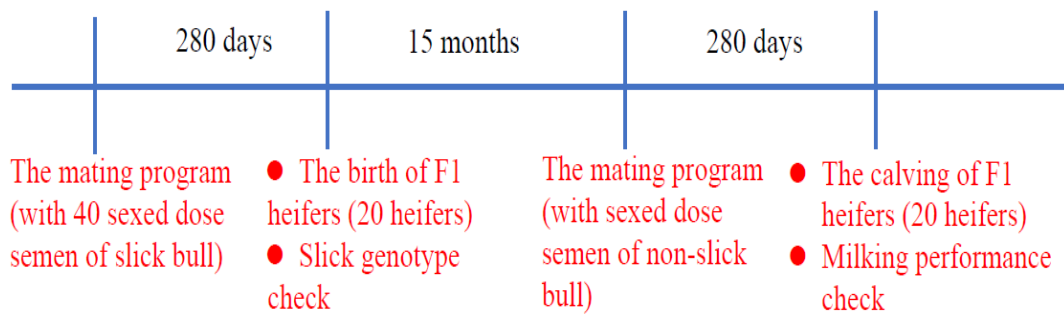 280 days
15 months
280 days
The mating program
(with 40 sexed dose
semen of slick bull)
● The birth of F1
heifers (20 heifers)
● Slick genotype
check
The mating program
(with sexed dose
semen of non-slick
bull)
● The calving of F1
heifers (20 heifers)
● Milking performance
check